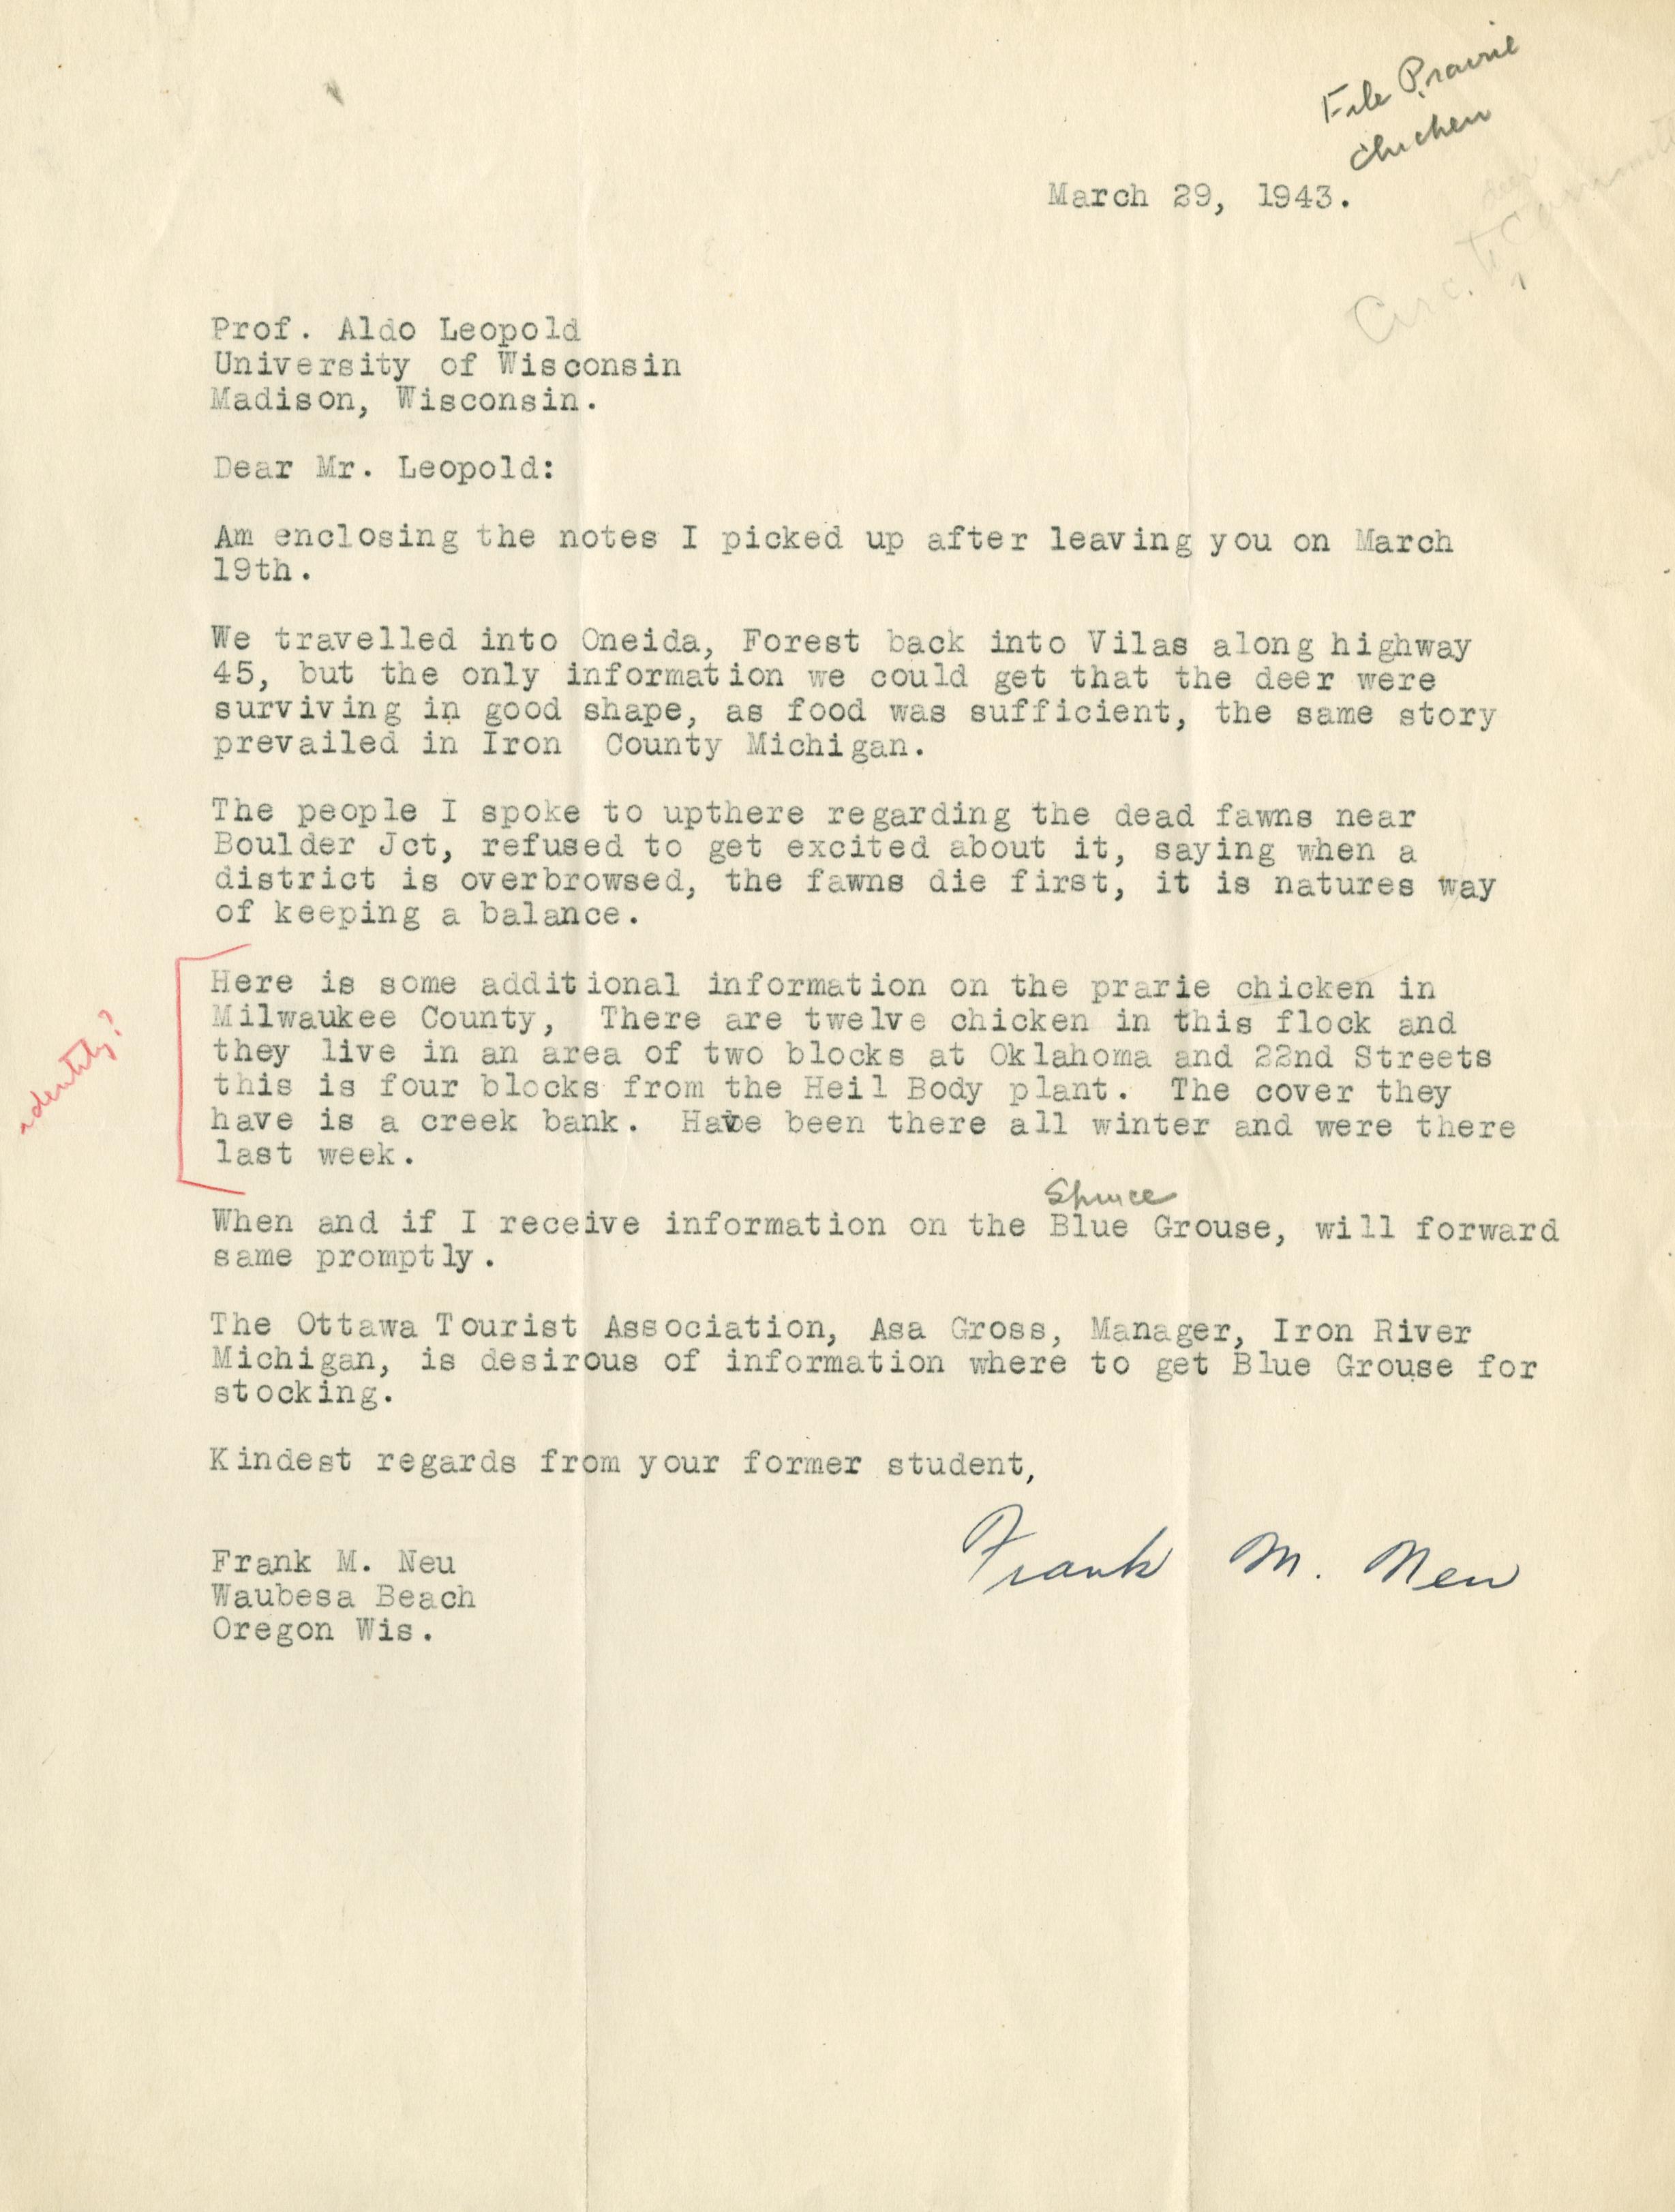 File Prairie
Chicken
March 29, 1943.
deer
Circ. to Committee
Prof. Aldo Leopold
University of Wisconsin
Madison, Wisconsin.
Dear Mr. Leopold:
Am enclosing the notes I picked up after leaving you on March
19th.
We travelled into Oneida, Forest back into Vilas along highway
45, but the only information we could get that the deer were
surviving in good shape, as food was sufficient, the same story
prevailed in Iron County Michigan.
The people I spoke to upthere regarding the dead fawns near
Boulder Jct, refused to get excited about it, saying when a
district is overbrowsed, the fawns die first, it is natures way
of keeping a balance.
Here is some additional information on the prarie chicken in
Milwaukee County, There are twelve chicken in this flock and
identity?
they live in an area of two blocks at Oklahoma and 22nd Streets
this is four blocks from the Heil Body plant. The cover they
have is a creek bank. Have been there all winter and were there
last week.
Spruce
When and if I receive information on the Blue Grouse, will forward
same promptly.
The Ottawa Tourist Association, Asa Gross, Manager, Iron River
Michigan, is desirous of information where to get Blue Grouse for
stocking.
Kindest regards from your former student,
Frank M. Neu
Frank M. Neu
Waubesa Beach
Oregon Wis.